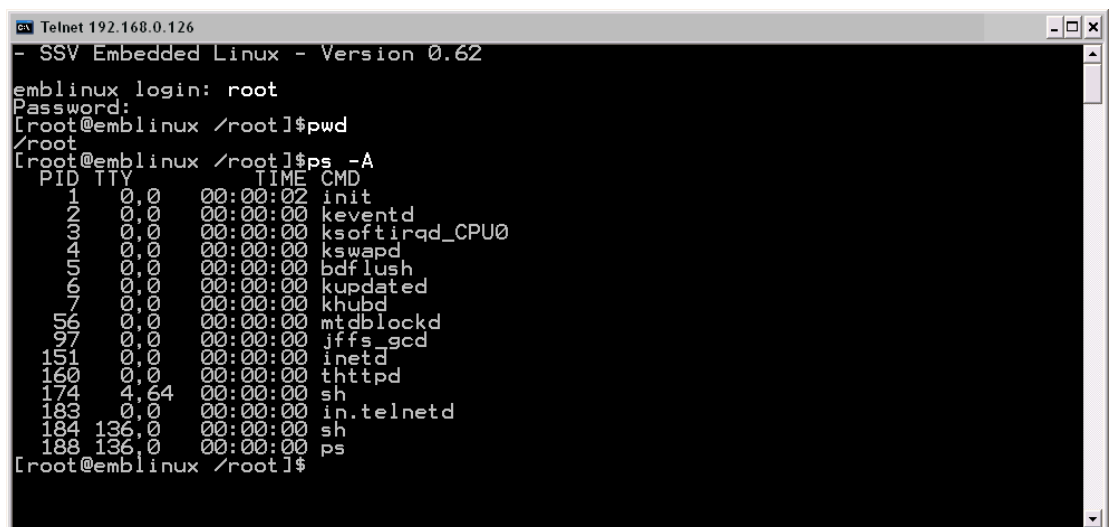 Telnet 192.168.0.126
- SSV Embedded Linux - Version 0.62
emblinux login: root
Password:
[root@emblinux /root]$pwd
/root
[root@emblinux /root]$ps -A
  PID TTY          TIME CMD
    1   0,0    00:00:02 init
    2   0,0    00:00:00 keventd
    3   0,0    00:00:00 ksoftirqd_CPU0
    4   0,0    00:00:00 kswapd
    5   0,0    00:00:00 bdflush
    6   0,0    00:00:00 kupdated
    7   0,0    00:00:00 khubd
   56   0,0    00:00:00 mtdblockd
   97   0,0    00:00:00 jffs_gcd
  151   0,0    00:00:00 inetd
  160   0,0    00:00:00 thttpd
  174   4,64   00:00:00 sh
  183   0,0    00:00:00 in.telnetd
  184 136,0    00:00:00 sh
  188 136,0    00:00:00 ps
[root@emblinux /root]$